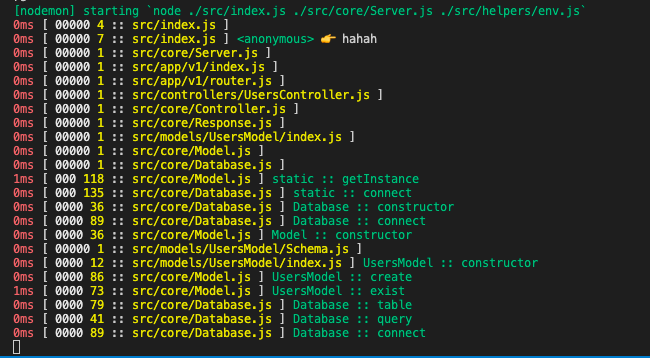 [nodemon] starting `node ./src/index.js ./src/core/Server.js ./src/helpers/env.js`
0ms [ 00000 4 :: src/index.js ]
0ms [ 00000 7 :: src/index.js ] <anonymous> 👉 hahah
0ms [ 00000 1 :: src/core/Server.js ]
0ms [ 00000 1 :: src/app/v1/index.js ]
0ms [ 00000 1 :: src/app/v1/router.js ]
0ms [ 00000 1 :: src/controllers/UsersController.js ]
0ms [ 00000 1 :: src/core/Controller.js ]
0ms [ 00000 1 :: src/core/Response.js ]
0ms [ 00000 1 :: src/models/UsersModel/index.js ]
0ms [ 00000 1 :: src/core/Model.js ]
0ms [ 00000 1 :: src/core/Database.js ]
1ms [ 000 118 :: src/core/Model.js ] static :: getInstance
0ms [ 000 135 :: src/core/Database.js ] static :: connect
0ms [ 0000 36 :: src/core/Database.js ] Database :: constructor
0ms [ 0000 89 :: src/core/Database.js ] Database :: connect
0ms [ 0000 36 :: src/core/Model.js ] Model :: constructor
0ms [ 00000 1 :: src/models/UsersModel/Schema.js ]
0ms [ 0000 12 :: src/models/UsersModel/index.js ] UsersModel :: constructor
0ms [ 0000 86 :: src/core/Model.js ] UsersModel :: create
1ms [ 0000 73 :: src/core/Model.js ] UsersModel :: exist
0ms [ 0000 79 :: src/core/Database.js ] Database :: table
0ms [ 0000 41 :: src/core/Database.js ] Database :: query
0ms [ 0000 89 :: src/core/Database.js ] Database :: connect